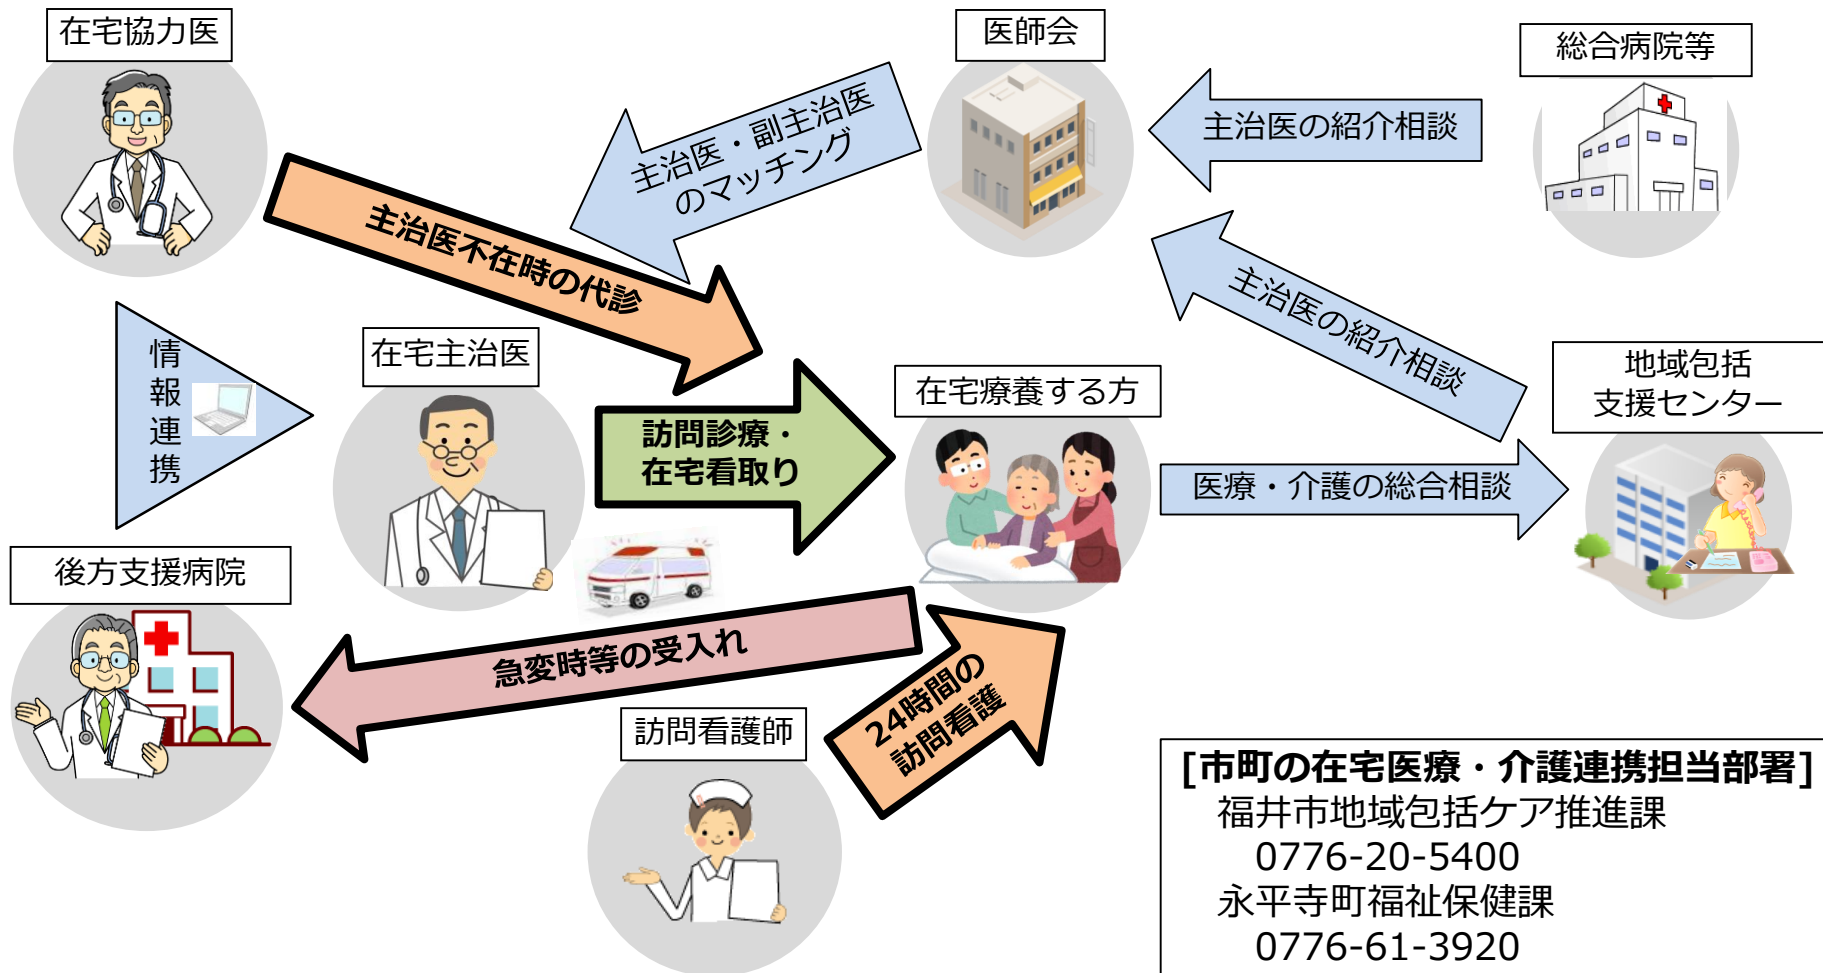 在宅協力医
医師会
総合病院等
主治医の紹介相談
主治医・副主治医
のマッチング
主治医不在時の代診
主治医の紹介相談
情報連携
在宅主治医
訪問診療・
在宅看取り
在宅療養する方
地域包括
支援センター
医療・介護の総合相談
後方支援病院
急変時等の受入れ
24時間の
訪問看護
訪問看護師
[市町の在宅医療・介護連携担当部署]
福井市地域包括ケア推進課
0776-20-5400
永平寺町福祉保健課
0776-61-3920